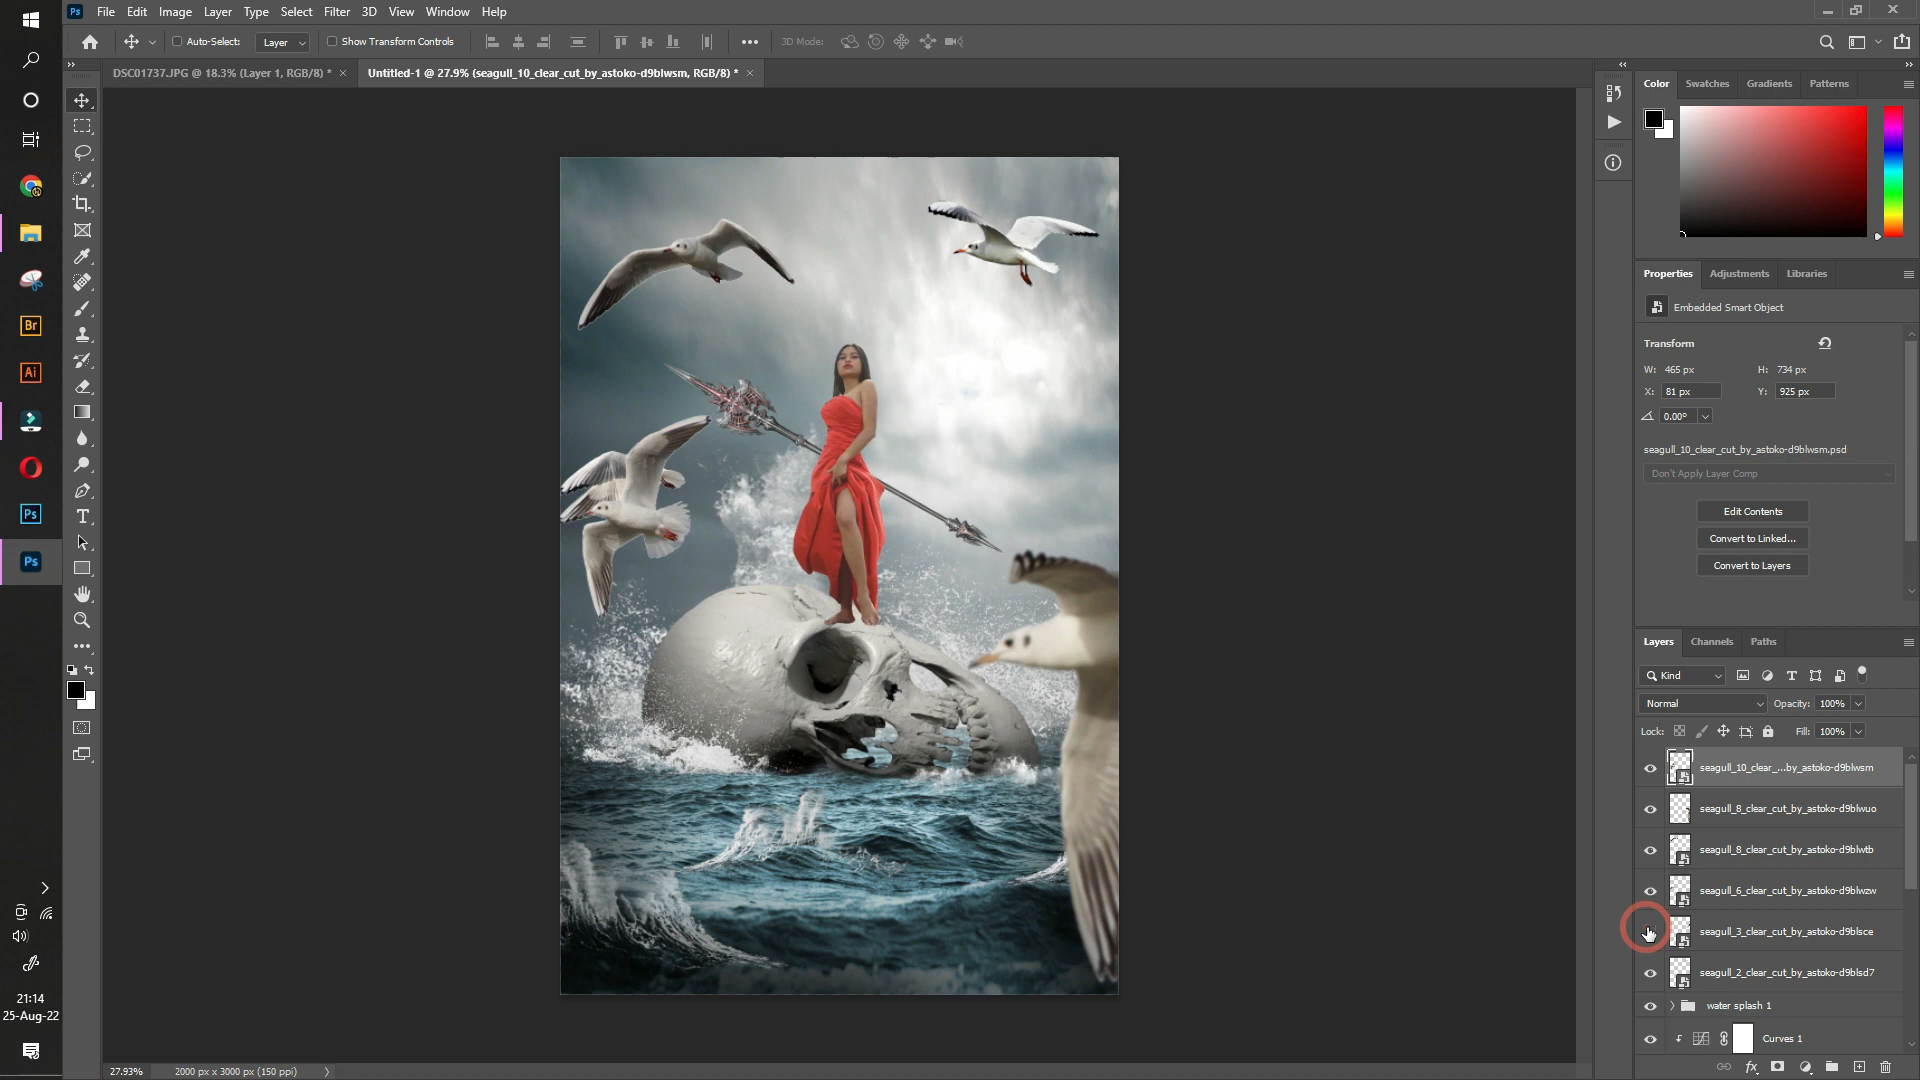 Ps File Edit Image Layer Type Select Filter 3D View Window Help
Auto-Select: Layer Show Transform Controls 3D Mode:
DSC01737.JPG @ 18.3% (Layer 1, RGB/8) * × Untitled-1 @ 27.9% (seagull_10_clear_cut_by_astoko-d9blwsm, RGB/8) * ×
Color Swatches Gradients Patterns
Properties Adjustments Libraries
Embedded Smart Object
Transform
W: 465 px H: 734 px
X: 81 px Y: 925 px
0.00°
seagull_10_clear_cut_by_astoko-d9blwsm.psd
Don't Apply Layer Comp
Edit Contents
Convert to Linked...
Convert to Layers
Layers Channels Paths
Kind
Normal Opacity: 100%
Lock: Fill: 100%
seagull_10_clear_...by_astoko-d9blwsm
seagull_8_clear_cut_by_astoko-d9blwuo
seagull_8_clear_cut_by_astoko-d9blwtb
seagull_6_clear_cut_by_astoko-d9blwzw
seagull_3_clear_cut_by_astoko-d9blsce
seagull_2_clear_cut_by_astoko-d9blsd7
water splash 1
Curves 1
Br
Ai
Ps
Ps
21:14
25-Aug-22
27.93% 2000 px x 3000 px (150 ppi)